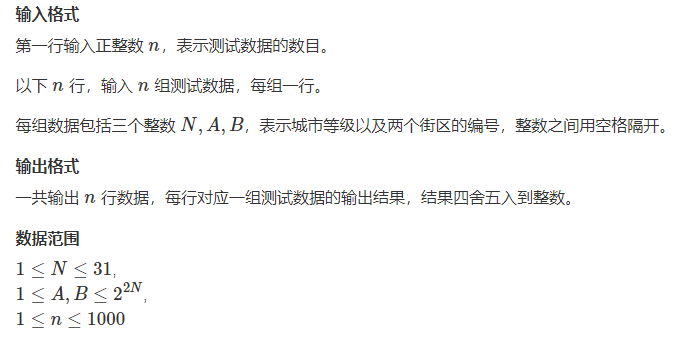 输入格式
第一行输入正整数 n，表示测试数据的数目。
以下 n 行，输入 n 组测试数据，每组一行。
每组数据包括三个整数 N, A, B，表示城市等级以及两个街区的编号，整数之间用空格隔开。
输出格式
一共输出 n 行数据，每行对应一组测试数据的输出结果，结果四舍五入到整数。
数据范围
1 ≤ N ≤ 31,
1 ≤ A, B ≤ 2^{2N},
1 ≤ n ≤ 1000